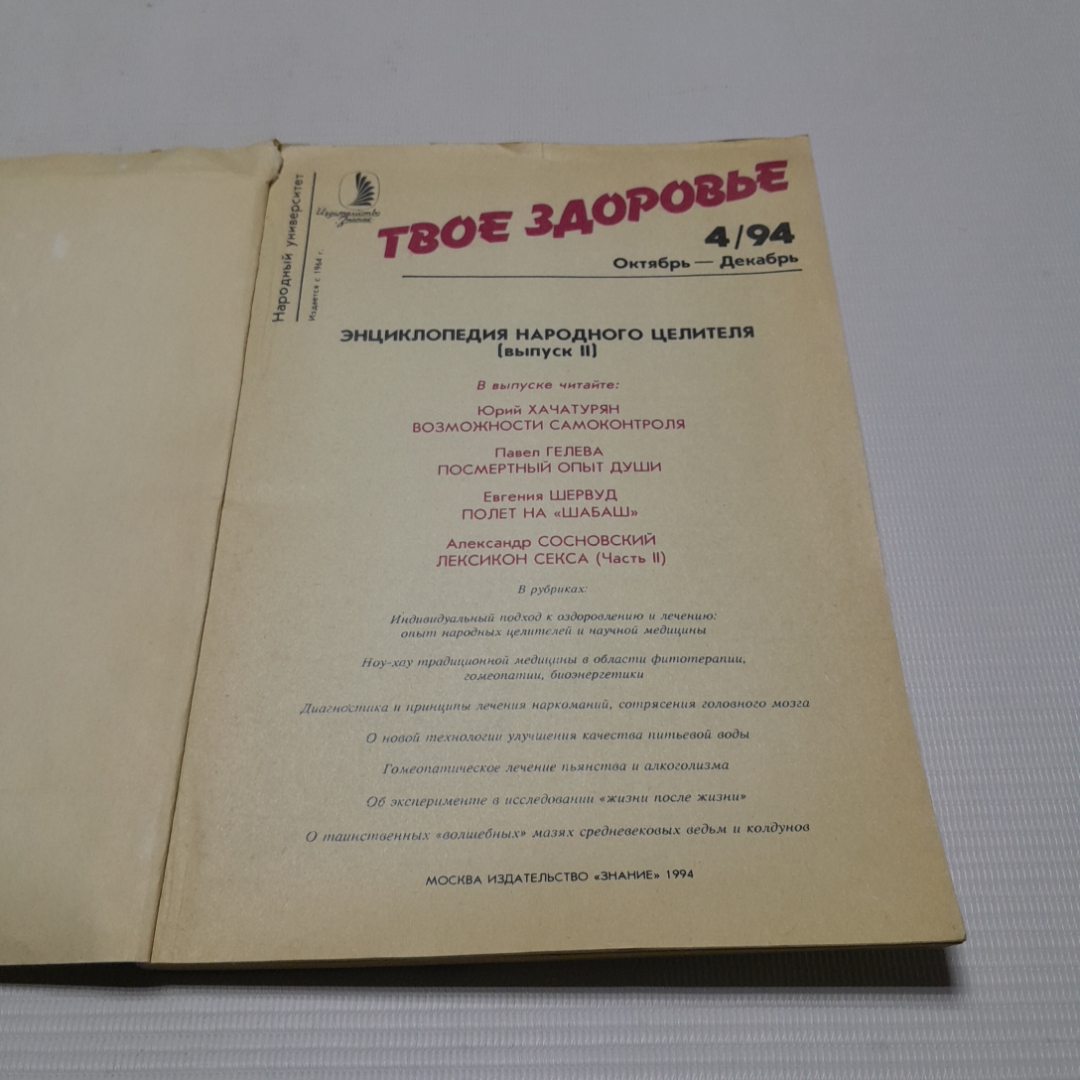 Народный университет
Издается с 1964 г.
Издательство
Знание
ТВОЕ ЗДОРОВЬЕ
4/94
Октябрь — Декабрь
ЭНЦИКЛОПЕДИЯ НАРОДНОГО ЦЕЛИТЕЛЯ
(выпуск II)
В выпуске читайте:
Юрий ХАЧАТУРЯН
ВОЗМОЖНОСТИ САМОКОНТРОЛЯ
Павел ГЕЛЕВА
ПОСМЕРТНЫЙ ОПЫТ ДУШИ
Евгения ШЕРВУД
ПОЛЕТ НА «ШАБАШ»
Александр СОСНОВСКИЙ
ЛЕКСИКОН СЕКСА (Часть II)
В рубриках:
Индивидуальный подход к оздоровлению и лечению:
опыт народных целителей и научной медицины
Ноу-хау традиционной медицины в области фитотерапии,
гомеопатии, биоэнергетики
Диагностика и принципы лечения наркоманий, сотрясения головного мозга
О новой технологии улучшения качества питьевой воды
Гомеопатическое лечение пьянства и алкоголизма
Об эксперименте в исследовании «жизни после жизни»
О таинственных «волшебных» мазях средневековых ведьм и колдунов
МОСКВА ИЗДАТЕЛЬСТВО «ЗНАНИЕ» 1994